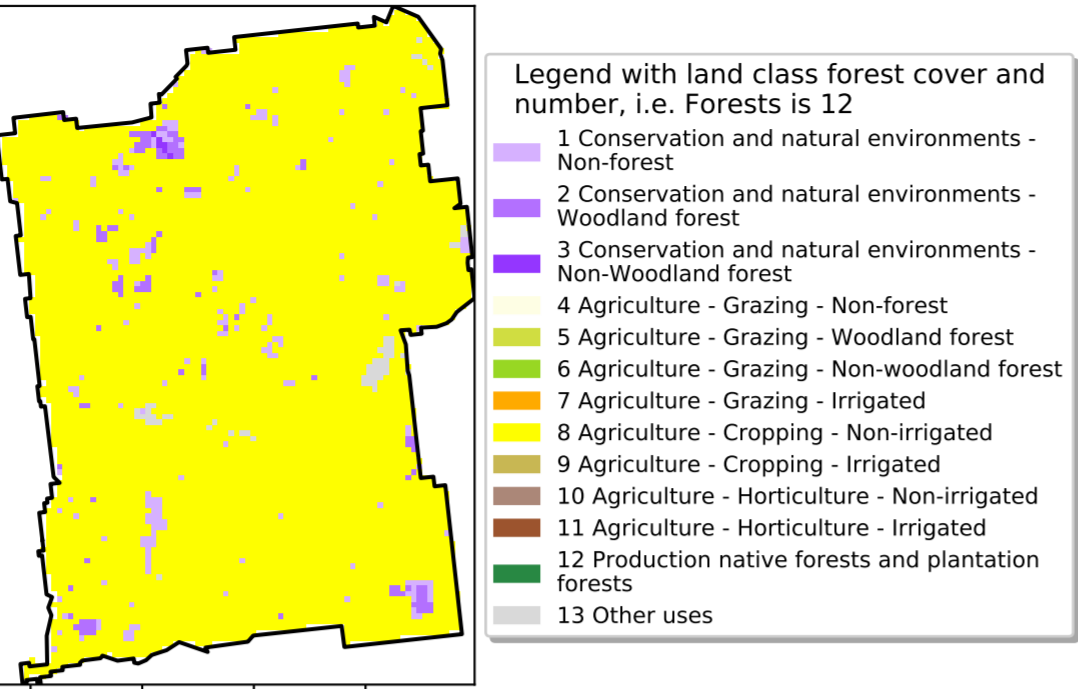 Legend with land class forest cover and
number, i.e. Forests is 12
1 Conservation and natural environments -
Non-forest
2 Conservation and natural environments -
Woodland forest
3 Conservation and natural environments -
Non-Woodland forest
4 Agriculture - Grazing - Non-forest
5 Agriculture - Grazing - Woodland forest
6 Agriculture - Grazing - Non-woodland forest
7 Agriculture - Grazing - Irrigated
8 Agriculture - Cropping - Non-irrigated
9 Agriculture - Cropping - Irrigated
10 Agriculture - Horticulture - Non-irrigated
11 Agriculture - Horticulture - Irrigated
12 Production native forests and plantation
forests
13 Other uses